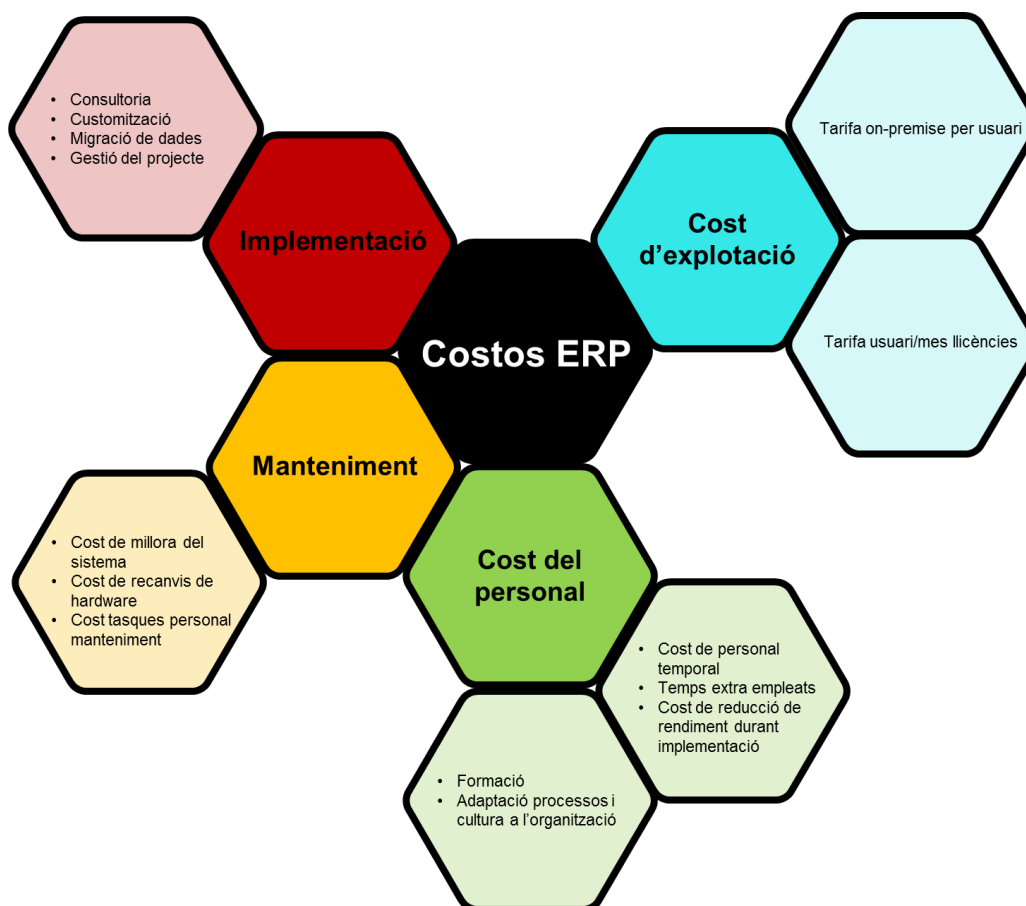 • Consultoria
• Customització
• Migració de dades
• Gestió del projecte
Implementació
Tarifa on-premise per usuari
Cost
d’explotació
Tarifa usuari/mes llicències
Costos ERP
Manteniment
• Cost de millora del
sistema
• Cost de recanvis de
hardware
• Cost tasques personal
manteniment
Cost del
personal
• Cost de personal
temporal
• Temps extra empleats
• Cost de reducció de
rendiment durant
implementació
• Formació
• Adaptació processos i
cultura a l’organització